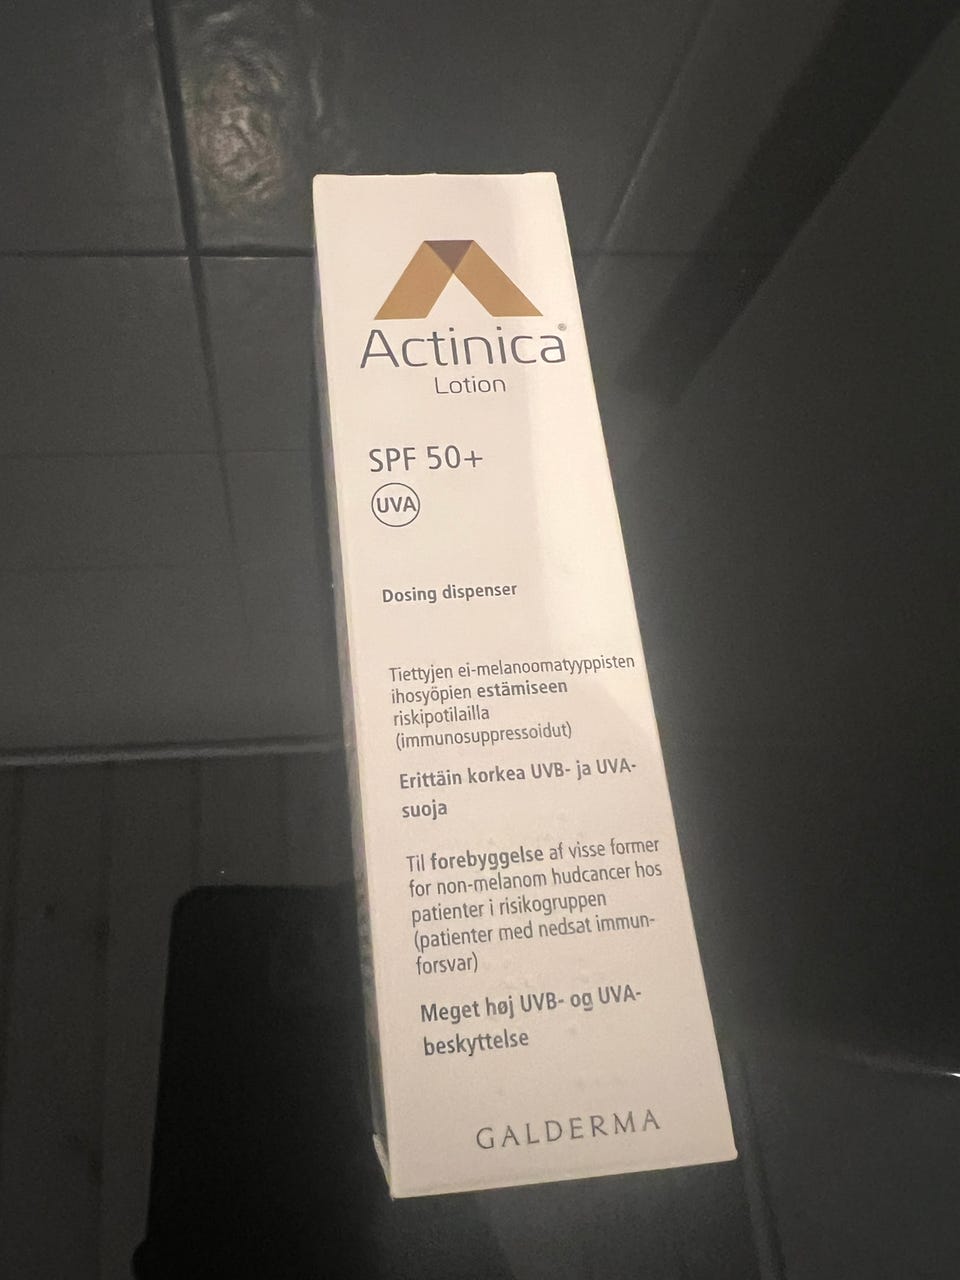 Actinica®
Lotion
SPF 50+
UVA
Dosing dispenser
Tiettyjen ei-melanoomatyyppisten
ihosyöpien estämiseen
riskipotilailla
(immunosuppressoidut)
Erittäin korkea UVB- ja UVA-
suoja
Til forebyggelse af visse former
for non-melanom hudcancer hos
patienter i risikogruppen
(patienter med nedsat immun-
forsvar)
Meget høj UVB- og UVA-
beskyttelse
GALDERMA